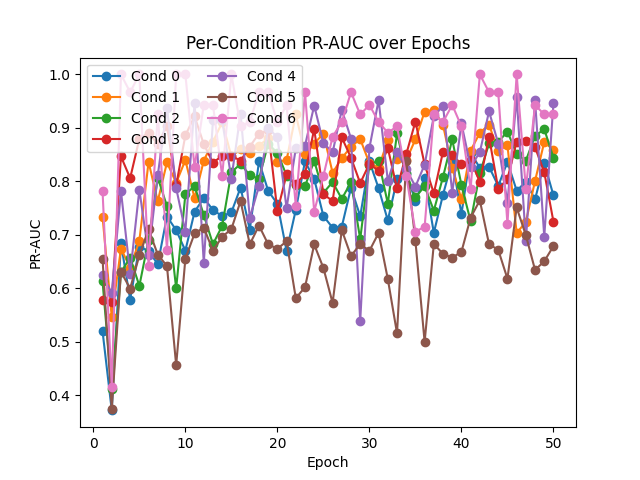 Per-Condition PR-AUC over Epochs
1.0
0.9
0.8
0.7
0.6
0.5
0.4
PR-AUC
Cond 0
Cond 1
Cond 2
Cond 3
Cond 4
Cond 5
Cond 6
0 10 20 30 40 50
Epoch